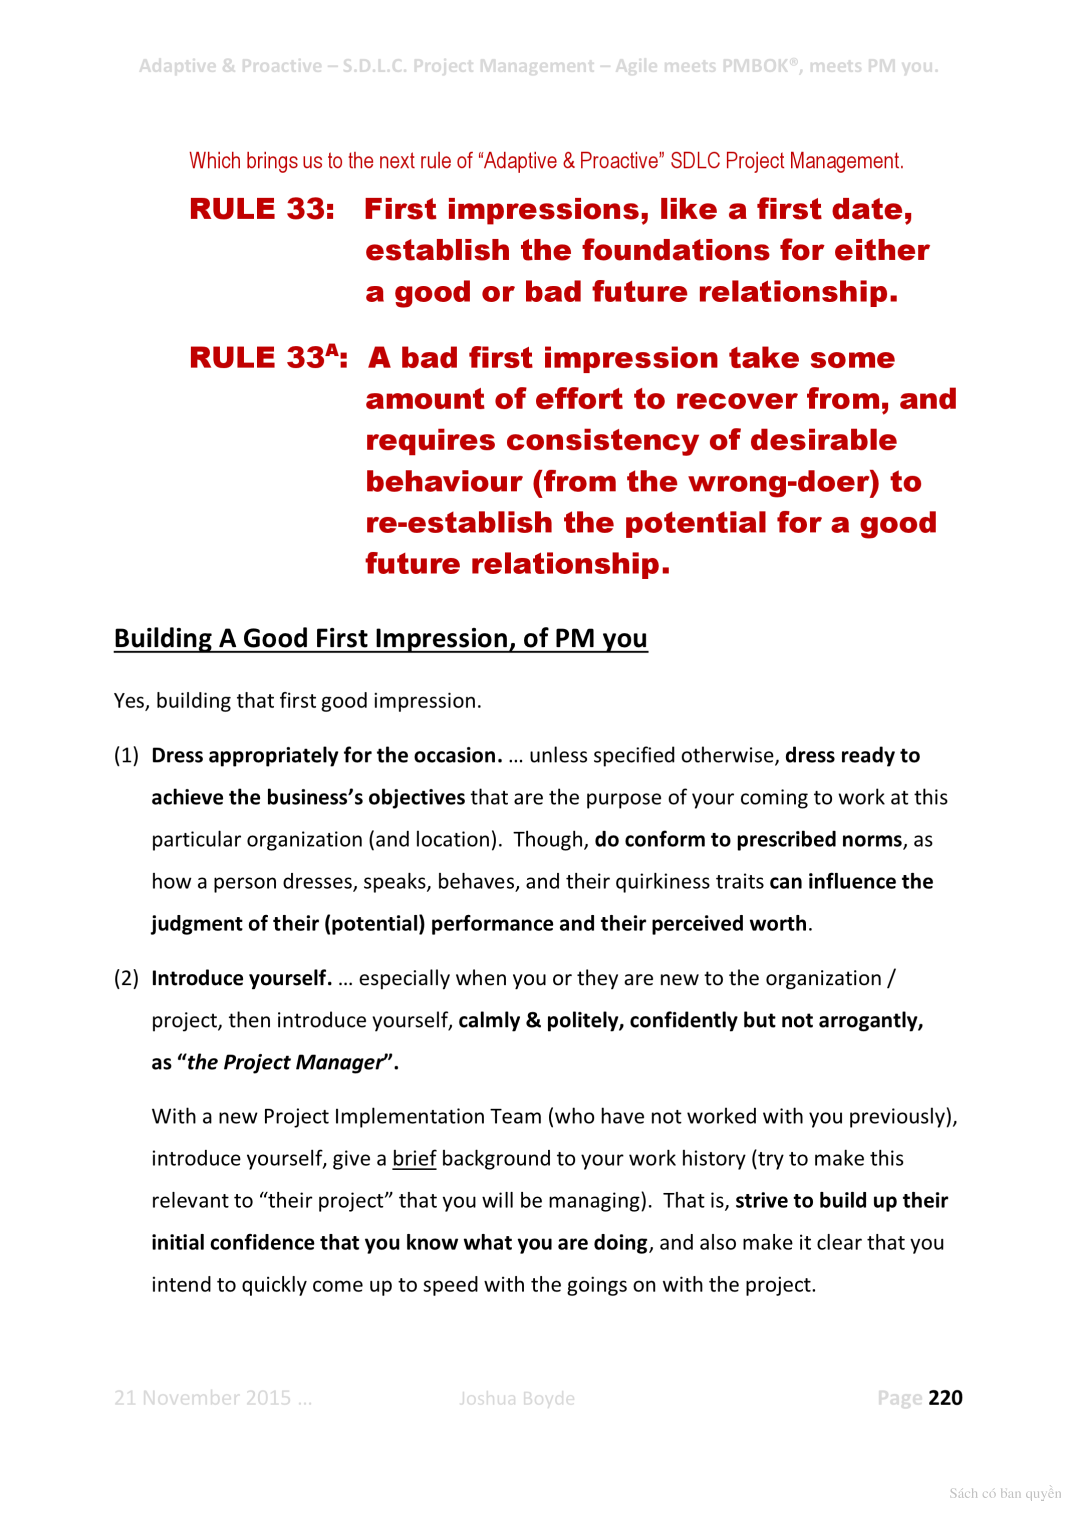 Adaptive & Proactive – S.D.L.C. Project Management – Agile meets PMBOK®, meets PM you.
Which brings us to the next rule of “Adaptive & Proactive” SDLC Project Management.
RULE 33: First impressions, like a first date,
establish the foundations for either
a good or bad future relationship.
RULE 33A: A bad first impression take some
amount of effort to recover from, and
requires consistency of desirable
behaviour (from the wrong-doer) to
re-establish the potential for a good
future relationship.
Building A Good First Impression, of PM you
Yes, building that first good impression.
(1) Dress appropriately for the occasion. … unless specified otherwise, dress ready to
achieve the business’s objectives that are the purpose of your coming to work at this
particular organization (and location). Though, do conform to prescribed norms, as
how a person dresses, speaks, behaves, and their quirkiness traits can influence the
judgment of their (potential) performance and their perceived worth.
(2) Introduce yourself. … especially when you or they are new to the organization /
project, then introduce yourself, calmly & politely, confidently but not arrogantly,
as “the Project Manager”.
With a new Project Implementation Team (who have not worked with you previously),
introduce yourself, give a brief background to your work history (try to make this
relevant to “their project” that you will be managing). That is, strive to build up their
initial confidence that you know what you are doing, and also make it clear that you
intend to quickly come up to speed with the goings on with the project.
21 November 2015 … Joshua Boyde Page 220
Sách có bản quyền